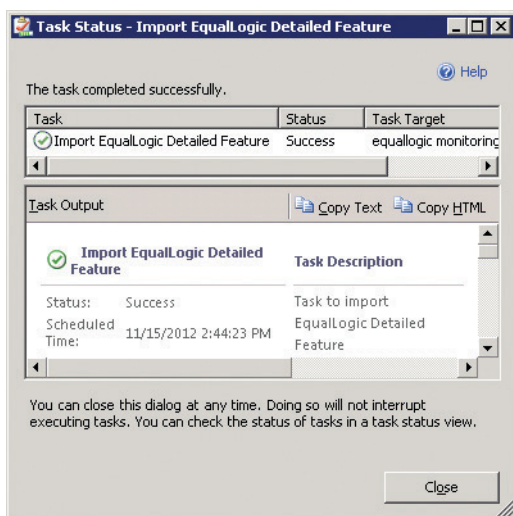 Task Status - Import EqualLogic Detailed Feature
Help
The task completed successfully.
Task Status Task Target
Import EqualLogic Detailed Feature Success equallogic monitoring
Task Output Copy Text Copy HTML
Import EqualLogic Detailed
Feature
Task Description
Status: Success
Scheduled
Time: 11/15/2012 2:44:23 PM
Task to import
EqualLogic Detailed
Feature
You can close this dialog at any time. Doing so will not interrupt
executing tasks. You can check the status of tasks in a task status view.
Close